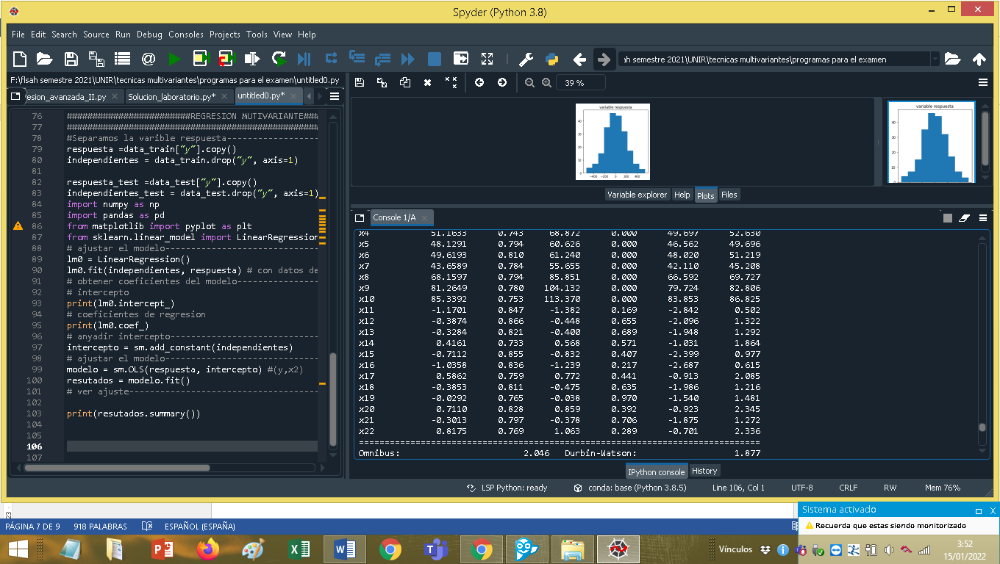 Spyder (Python 3.8)
File Edit Search Source Run Debug Consoles Projects Tools View Help
ah semestre 2021\UNIR\tecnicas multivariantes\programas para el examen
F:\flsah semestre 2021\UNIR\tecnicas multivariantes\programas para el examen\untitled0.py
esion_avanzada_II.py
Solucion_laboratorio.py*
untitled0.py*
76 ############################REGRESION MUTIVARIANTE###
77 #########################################################
78 #Separamos la varible respuesta------------------
79 respuesta =data_train["y"].copy()
80 independientes = data_train.drop("y", axis=1)
81
82 respuesta_test =data_test["y"].copy()
83 independientes_test = data_test.drop("y", axis=1)
84 import numpy as np
85 import pandas as pd
86 from matplotlib import pyplot as plt
87 from sklearn.linear_model import LinearRegression
88 # ajustar el modelo-----------------------------------
89 lm0 = LinearRegression()
90 lm0.fit(independientes, respuesta) # con datos de
91 # obtener coeficientes del modelo------------------
92 # intercepto
93 print(lm0.intercept_)
94 # coeficientes de regresion
95 print(lm0.coef_)
96 # anyadir intercepto---------------------------------
97 intercepto = sm.add_constant(independientes)
98 # ajustar el modelo-----------------------------------
99 modelo = sm.OLS(respuesta, intercepto) #(y,x2)
100 resutados = modelo.fit()
101 # ver ajuste-------------------------------------------
102
103 print(resutados.summary())
104
105
106
107
39 %
variable respuesta
40
30
20
10
0
−400 −200 0 200 400
variable respuesta
40
30
20
10
Variable explorer Help Plots Files
Console 1/A
x4 51.1633 0.743 68.872 0.000 49.697 52.630
x5 48.1291 0.794 60.626 0.000 46.562 49.696
x6 49.6193 0.810 61.240 0.000 48.020 51.219
x7 43.6589 0.784 55.655 0.000 42.110 45.208
x8 68.1597 0.794 85.851 0.000 66.592 69.727
x9 81.2649 0.780 104.132 0.000 79.724 82.806
x10 85.3392 0.753 113.370 0.000 83.853 86.825
x11 -1.1701 0.847 -1.382 0.169 -2.842 0.502
x12 -0.3874 0.866 -0.448 0.655 -2.096 1.322
x13 -0.3284 0.821 -0.400 0.689 -1.948 1.292
x14 0.4161 0.733 0.568 0.571 -1.031 1.864
x15 -0.7112 0.855 -0.832 0.407 -2.399 0.977
x16 -1.0358 0.836 -1.239 0.217 -2.687 0.615
x17 0.5862 0.759 0.772 0.441 -0.913 2.085
x18 -0.3853 0.811 -0.475 0.635 -1.986 1.216
x19 -0.0292 0.765 -0.038 0.970 -1.540 1.481
x20 0.7110 0.828 0.859 0.392 -0.923 2.345
x21 -0.3013 0.797 -0.378 0.706 -1.875 1.272
x22 0.8175 0.769 1.063 0.289 -0.701 2.336
==============================================================================
Omnibus: 2.046 Durbin-Watson: 1.877
IPython console History
LSP Python: ready conda: base (Python 3.8.5) Line 106, Col 1 UTF-8 CRLF RW Mem 76%
23
Sistema activado
Recuerda que estas siendo monitorizado
PÁGINA 7 DE 9 918 PALABRAS ESPAÑOL (ESPAÑA)
Vínculos
3:52
15/01/2022